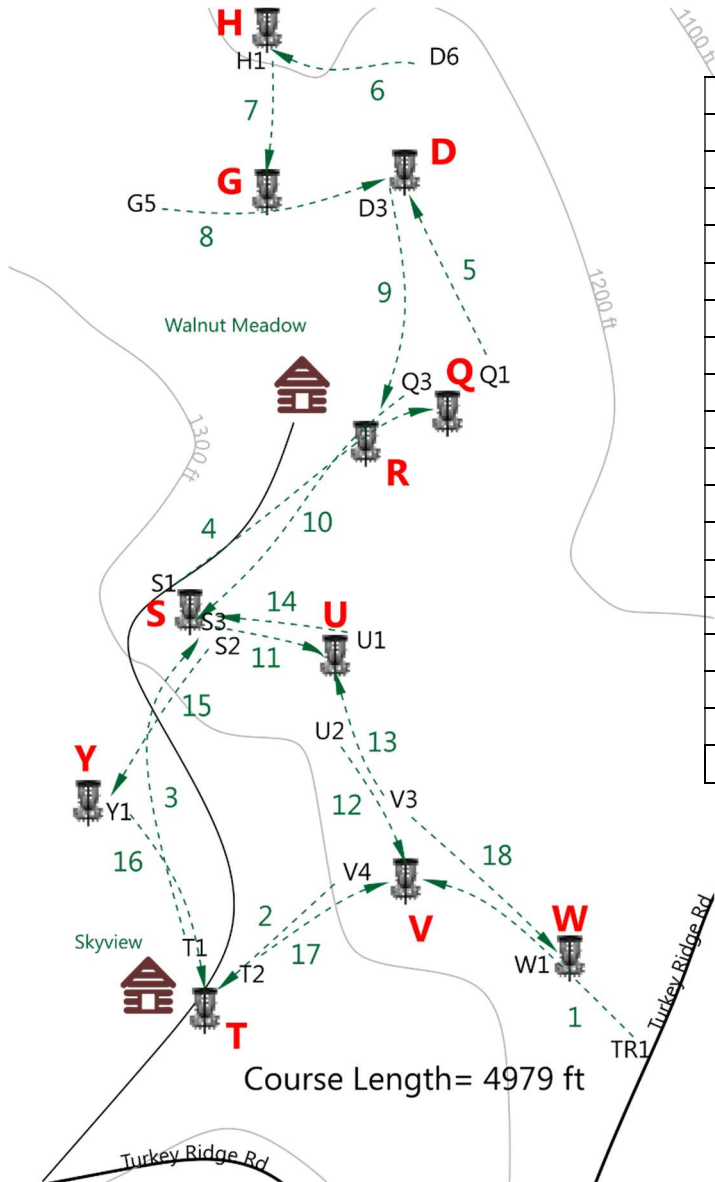 H
1100 ft
H1
D6
6
7
D
G
G5
D3
8
5
9
1200 ft
Walnut Meadow
Q
Q1
Q3
1300 ft
R
4
10
S1
14
S
S3
U
S2
11
U1
15
U2
13
Y
3
V3
12
Y1
16
18
V4
2
W
V
Turkey Ridge Rd
Skyview
T1
17
T2
W1
1
T
TR1
Course Length= 4979 ft
Turkey Ridge Rd